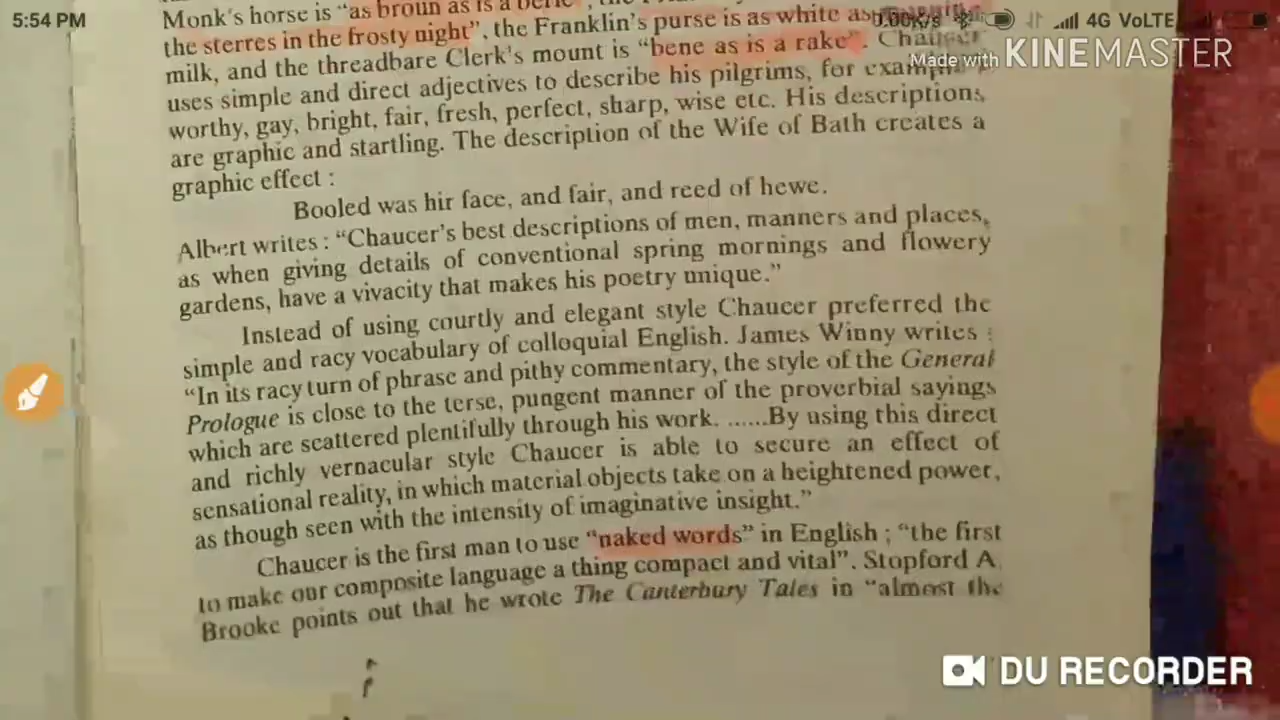 5:54 PM
0.00K/s 4G VoLTE
Made with KINEMASTER
Monk's horse is "as broun as is a berie", the
the sterres in the frosty night", the Franklin's purse is as white as
milk, and the threadbare Clerk's mount is "bene as is a rake". Chauser
uses simple and direct adjectives to describe his pilgrims, for example
worthy, gay, bright, fair, fresh, perfect, sharp, wise etc. His descriptions
are graphic and startling. The description of the Wife of Bath creates a
graphic effect :
Booled was hir face, and fair, and reed of hewe.
Albert writes : "Chaucer's best descriptions of men, manners and places,
as when giving details of conventional spring mornings and flowery
gardens, have a vivacity that makes his poetry unique."
Instead of using courtly and elegant style Chaucer preferred the
simple and racy vocabulary of colloquial English. James Winny writes :
"In its racy turn of phrase and pithy commentary, the style of the General
Prologue is close to the terse, pungent manner of the proverbial sayings
which are scattered plentifully through his work. ......By using this direct
and richly vernacular style Chaucer is able to secure an effect of
sensational reality, in which material objects take on a heightened power,
as though seen with the intensity of imaginative insight."
Chaucer is the first man to use "naked words" in English ; "the first
to make our composite language a thing compact and vital". Stopford A
Brooke points out that he wrote The Canterbury Tales in "almost the
DU RECORDER